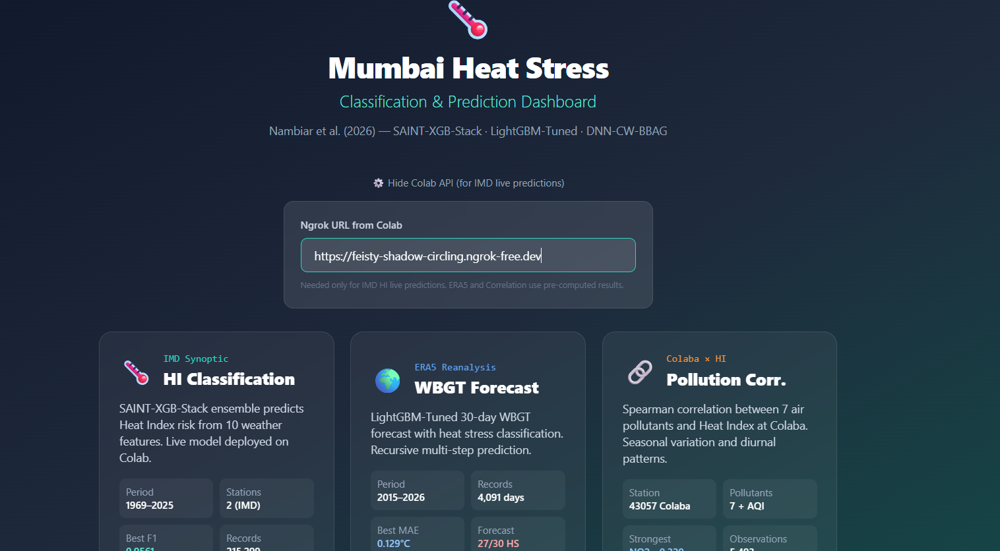 Mumbai Heat Stress
Classification & Prediction Dashboard
Nambiar et al. (2026) — SAINT-XGB-Stack · LightGBM-Tuned · DNN-CW-BBAG
Hide Colab API (for IMD live predictions)
Ngrok URL from Colab
https://feisty-shadow-circling.ngrok-free.dev
Needed only for IMD HI live predictions. ERA5 and Correlation use pre-computed results.
IMD Synoptic
HI Classification
SAINT-XGB-Stack ensemble predicts
Heat Index risk from 10 weather
features. Live model deployed on
Colab.
Period
1969–2025
Stations
2 (IMD)
Best F1
Records
ERA5 Reanalysis
WBGT Forecast
LightGBM-Tuned 30-day WBGT
forecast with heat stress classification.
Recursive multi-step prediction.
Period
2015–2026
Records
4,091 days
Best MAE
0.129°C
Forecast
27/30 HS
Colaba × HI
Pollution Corr.
Spearman correlation between 7 air
pollutants and Heat Index at Colaba.
Seasonal variation and diurnal
patterns.
Station
43057 Colaba
Pollutants
7 + AQI
Strongest
Observations